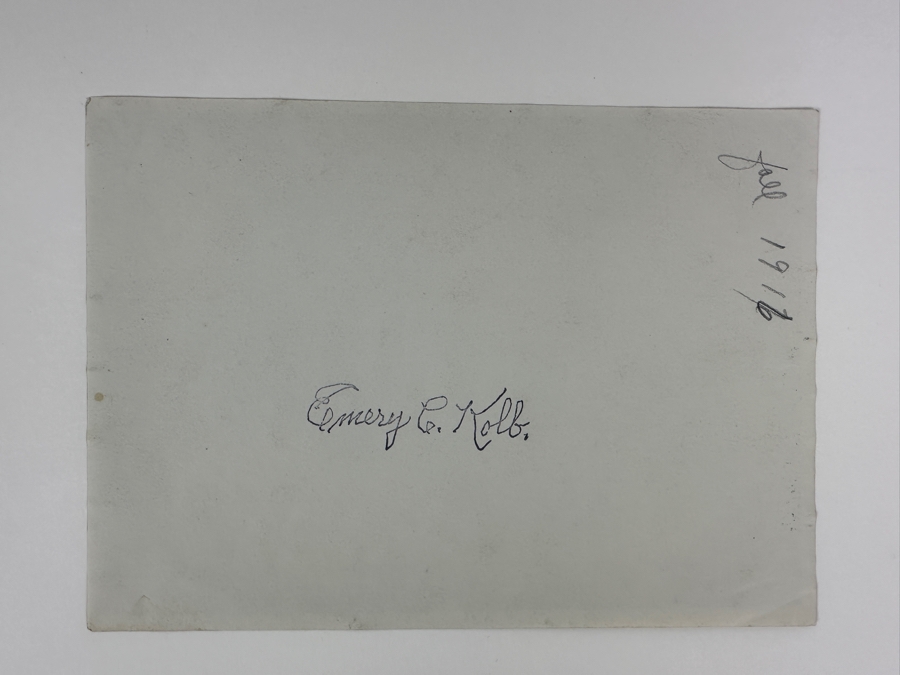 fall 1916
Emery C. Kolb.